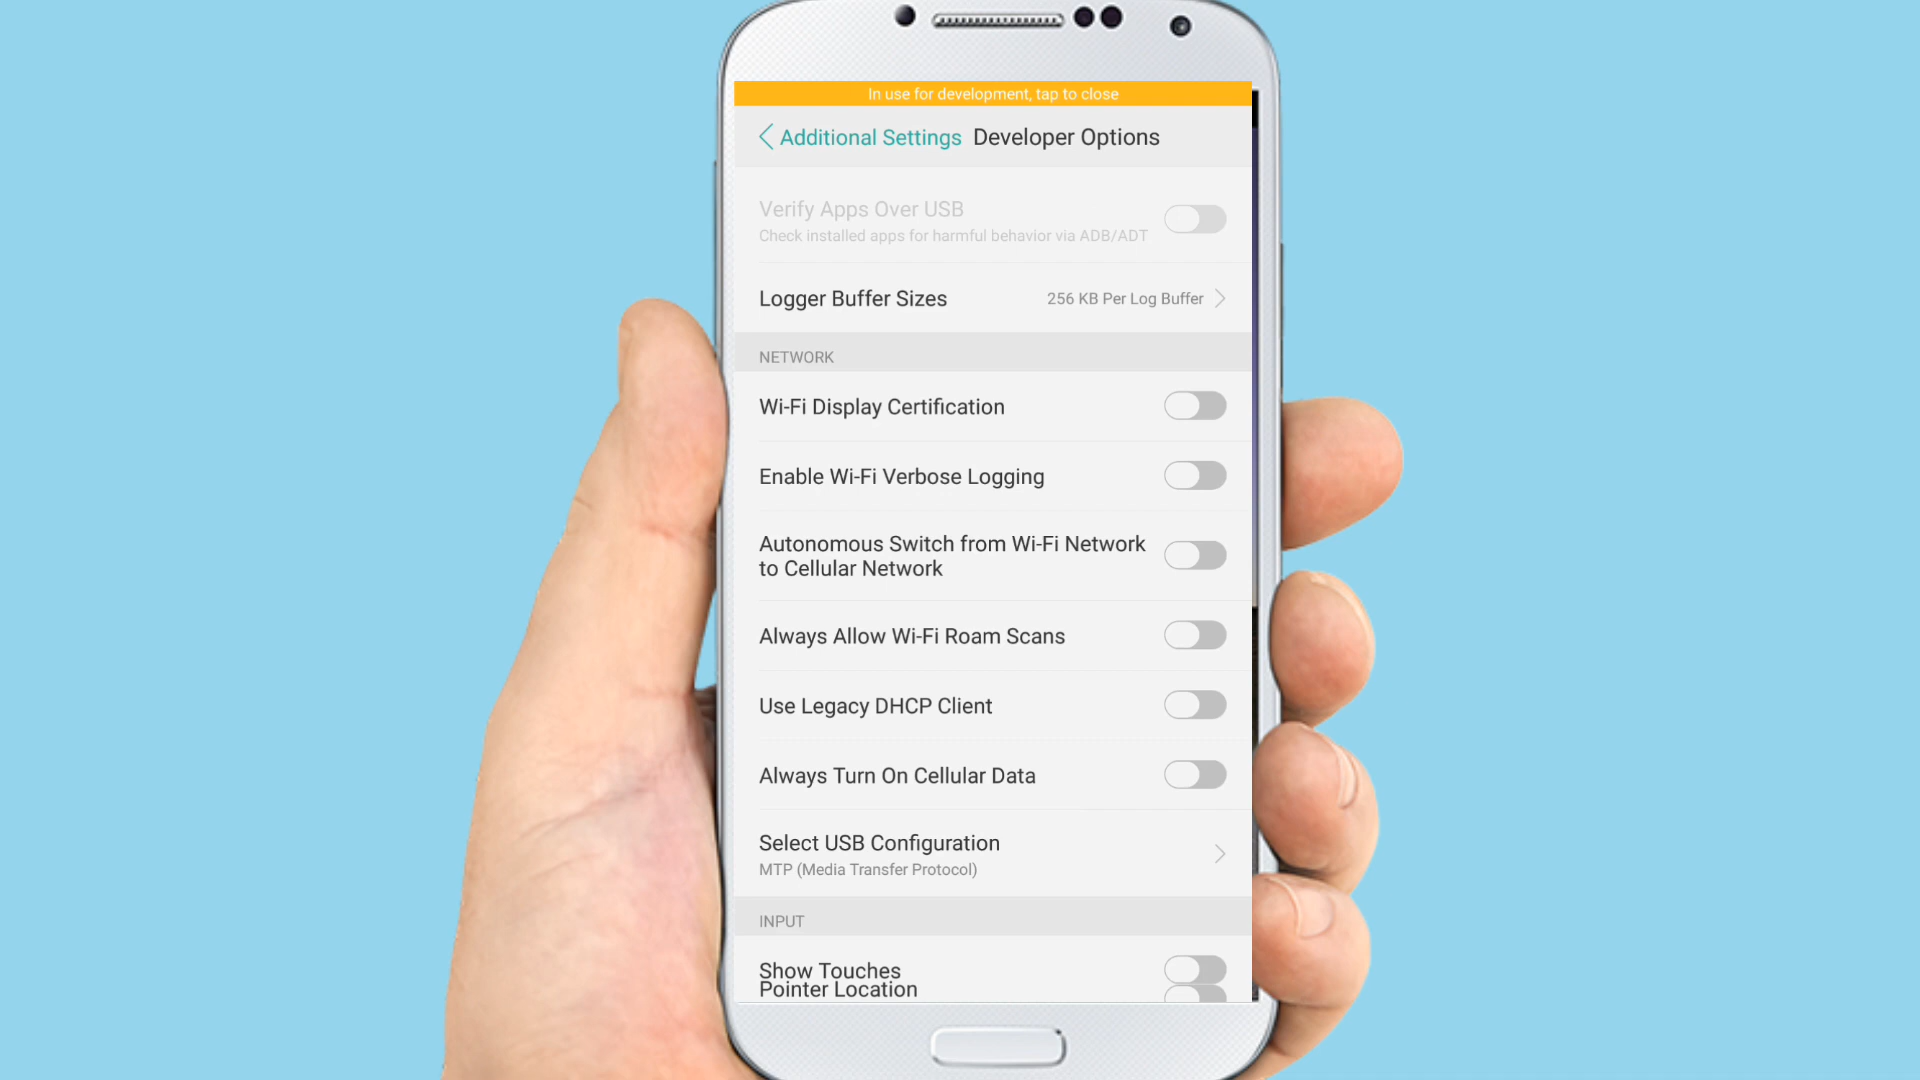 In use for development, tap to close
Additional Settings Developer Options
Verify Apps Over USB
Check installed apps for harmful behavior via ADB/ADT
Logger Buffer Sizes 256 KB Per Log Buffer
NETWORK
Wi-Fi Display Certification
Enable Wi-Fi Verbose Logging
Autonomous Switch from Wi-Fi Network
to Cellular Network
Always Allow Wi-Fi Roam Scans
Use Legacy DHCP Client
Always Turn On Cellular Data
Select USB Configuration
MTP (Media Transfer Protocol)
INPUT
Show Touches
Pointer Location